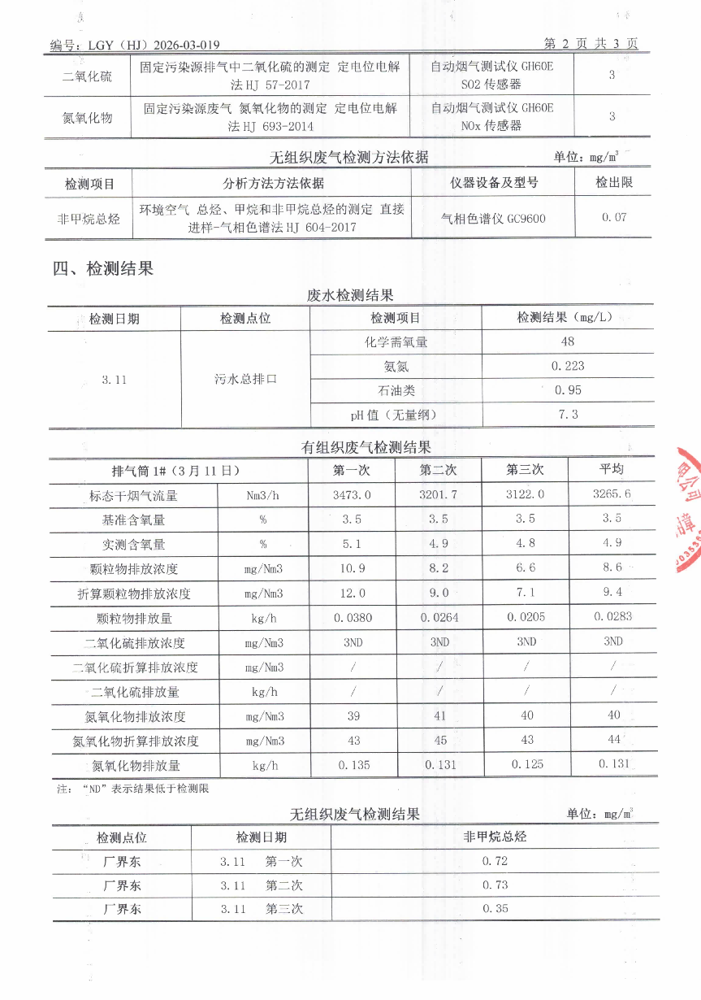 编号：LGY（HJ）2026-03-019 第 2 页 共 3 页
二氧化硫 固定污染源排气中二氧化硫的测定 定电位电解法 HJ 57-2017 自动烟气测试仪 GH60E SO2 传感器 3
氮氧化物 固定污染源废气 氮氧化物的测定 定电位电解法 HJ 693-2014 自动烟气测试仪 GH60E NOx 传感器 3
无组织废气检测方法依据 单位：mg/m³
检测项目 分析方法方法依据 仪器设备及型号 检出限
非甲烷总烃 环境空气 总烃、甲烷和非甲烷总烃的测定 直接进样-气相色谱法 HJ 604-2017 气相色谱仪 GC9600 0.07
四、检测结果
废水检测结果
检测日期 检测点位 检测项目 检测结果（mg/L）
3.11 污水总排口 化学需氧量 48
氨氮 0.223
石油类 0.95
pH 值（无量纲） 7.3
有组织废气检测结果
排气筒 1#（3 月 11 日） 第一次 第二次 第三次 平均
标态干烟气流量 Nm3/h 3473.0 3201.7 3122.0 3265.6
基准含氧量 % 3.5 3.5 3.5 3.5
实测含氧量 % 5.1 4.9 4.8 4.9
颗粒物排放浓度 mg/Nm3 10.9 8.2 6.6 8.6
折算颗粒物排放浓度 mg/Nm3 12.0 9.0 7.1 9.4
颗粒物排放量 kg/h 0.0380 0.0264 0.0205 0.0283
二氧化硫排放浓度 mg/Nm3 3ND 3ND 3ND 3ND
二氧化硫折算排放浓度 mg/Nm3 / / / /
二氧化硫排放量 kg/h / / / /
氮氧化物排放浓度 mg/Nm3 39 41 40 40
氮氧化物折算排放浓度 mg/Nm3 43 45 43 44
氮氧化物排放量 kg/h 0.135 0.131 0.125 0.131
注：“ND”表示结果低于检测限
无组织废气检测结果 单位：mg/m³
检测点位 检测日期 非甲烷总烃
厂界东 3.11 第一次 0.72
厂界东 3.11 第二次 0.73
厂界东 3.11 第三次 0.35